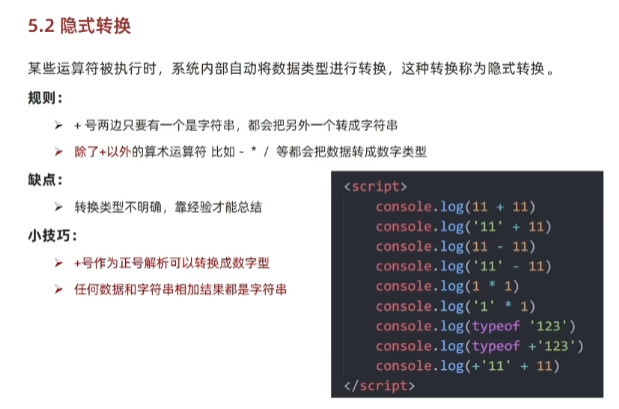 5.2 隐式转换
某些运算符被执行时，系统内部自动将数据类型进行转换，这种转换称为隐式转换。
规则：
➢ + 号两边只要有一个是字符串，都会把另外一个转成字符串
➢ 除了+以外的算术运算符 比如 - * / 等都会把数据转成数字类型
缺点：
➢ 转换类型不明确，靠经验才能总结
小技巧：
➢ +号作为正号解析可以转换成数字型
➢ 任何数据和字符串相加结果都是字符串
<script>
console.log(11 + 11)
console.log('11' + 11)
console.log(11 - 11)
console.log('11' - 11)
console.log(1 * 1)
console.log('1' * 1)
console.log(typeof '123')
console.log(typeof +'123')
console.log(+'11' + 11)
</script>